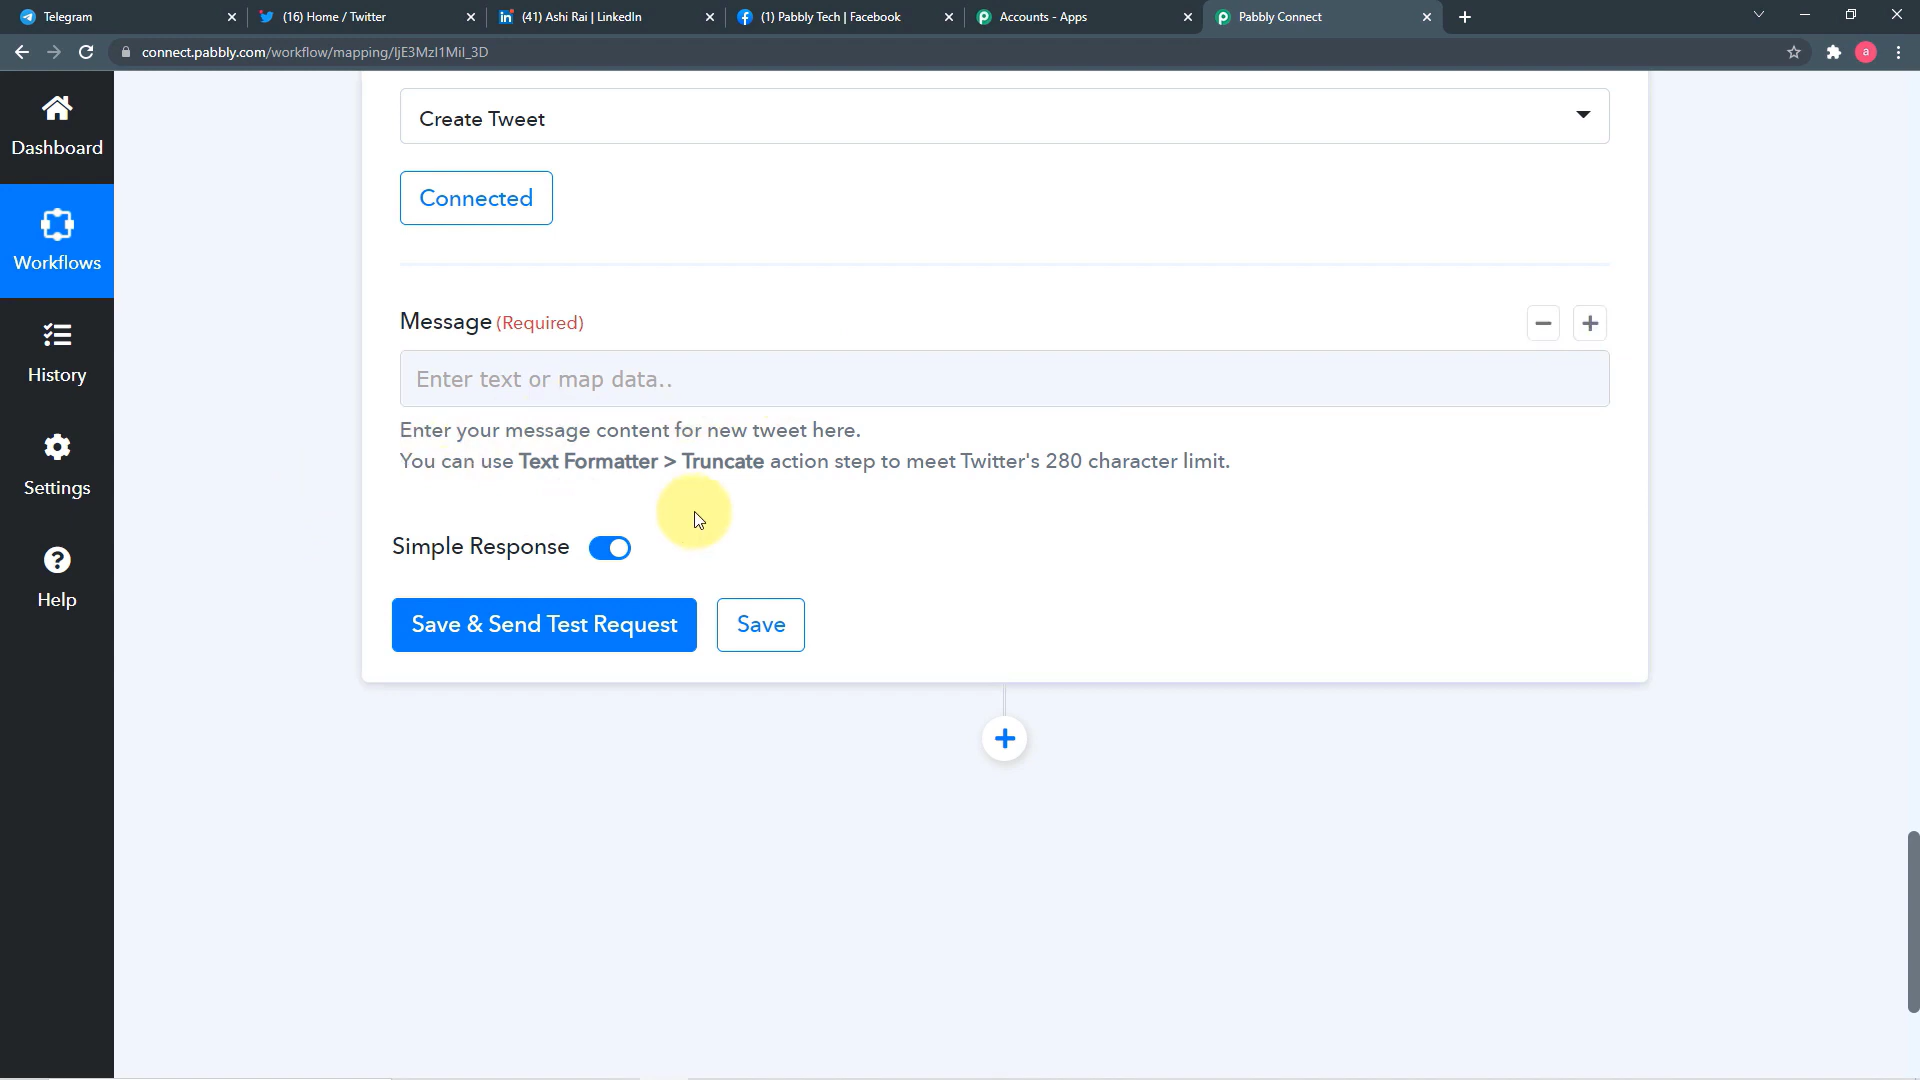 Telegram
(16) Home / Twitter
(41) Ashi Rai | LinkedIn
(1) Pabbly Tech | Facebook
Accounts - Apps
Pabbly Connect
connect.pabbly.com/workflow/mapping/IjE3MzI1MiI_3D
a
Dashboard
Workflows
History
Settings
Help
Create Tweet
Connected
Message (Required)
Enter text or map data..
Enter your message content for new tweet here.
You can use Text Formatter > Truncate action step to meet Twitter's 280 character limit.
Simple Response
Save & Send Test Request
Save